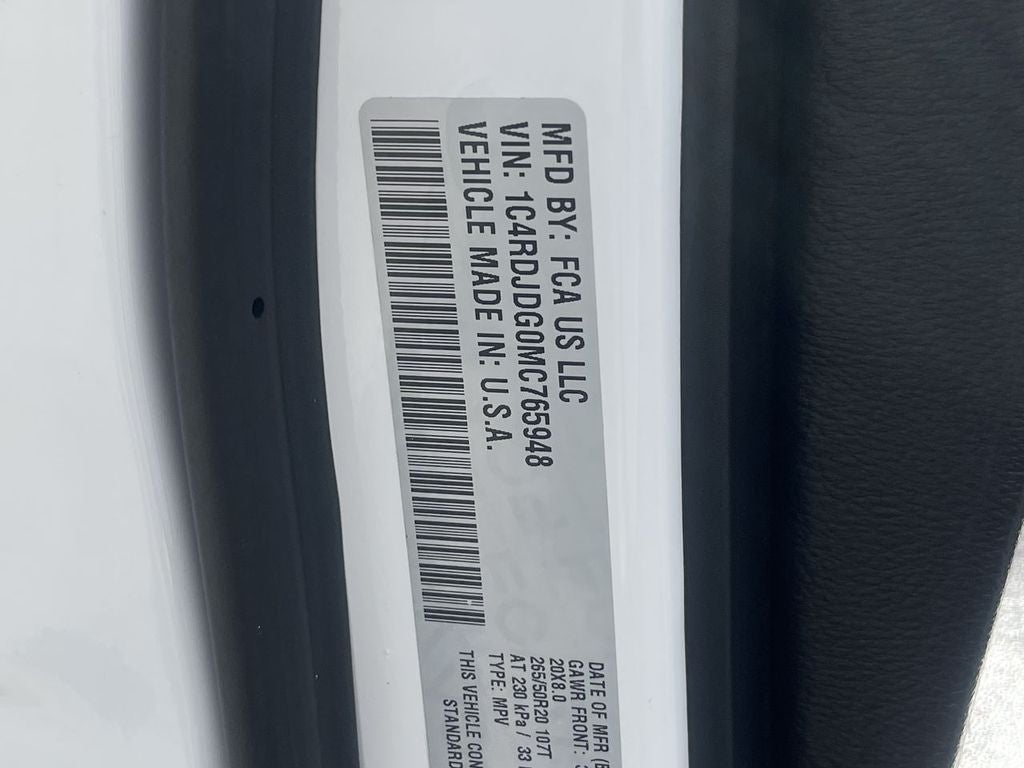 MFD BY: FCA US LLC
VIN: 1C4RDJDG0MC765948
VEHICLE MADE IN: U.S.A.
DATE OF MFR
GAWR FRONT:
20X8.0
265/50R20 107T
AT 230 kPa / 33
TYPE: MPV
THIS VEHICLE CON
STANDARD